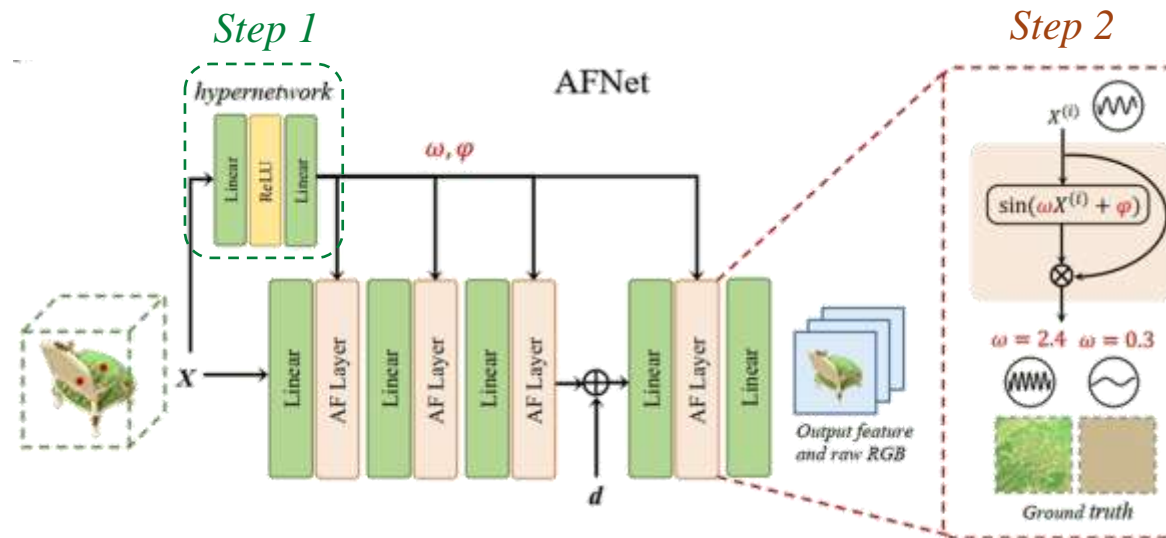 Step 1
Step 2
hypernetwork
AFNet
Linear
ReLU
Linear
ω, φ
X⁽ⁱ⁾
sin(ωX⁽ⁱ⁾ + φ)
⊗
ω = 2.4 ω = 0.3
X
Linear
AF Layer
Linear
AF Layer
Linear
AF Layer
⊕
Linear
AF Layer
Linear
d
Output feature
and raw RGB
Ground truth